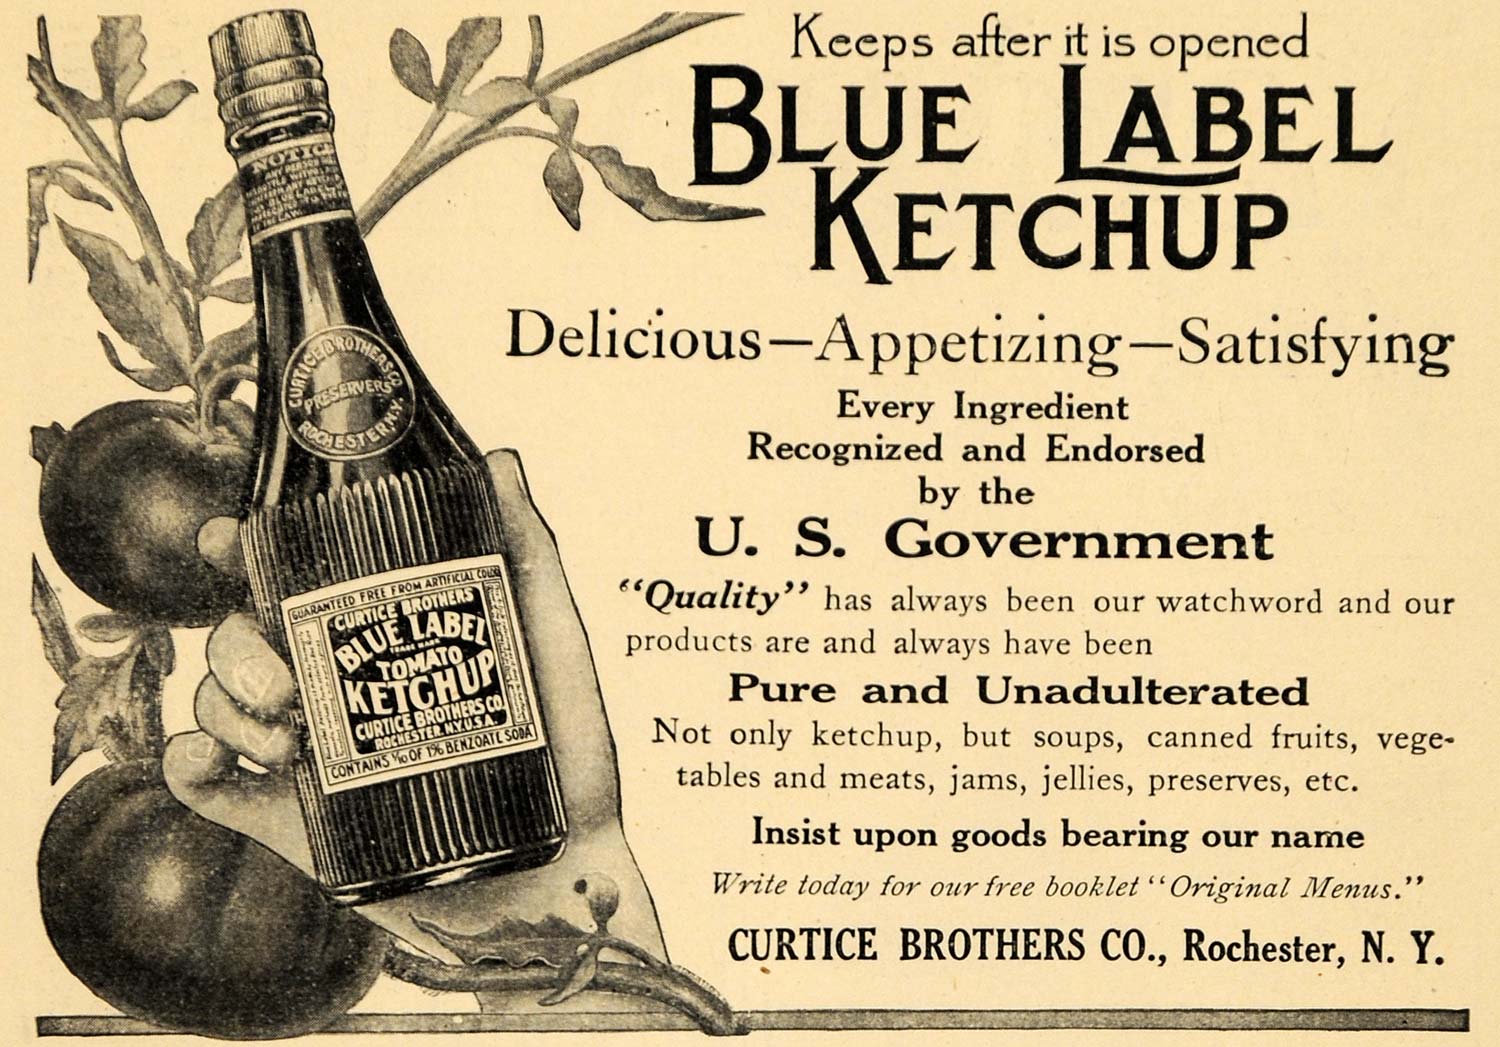 Keeps after it is opened
BLUE LABEL
KETCHUP
Delicious—Appetizing—Satisfying
Every Ingredient
Recognized and Endorsed
by the
U. S. Government
"Quality" has always been our watchword and our
products are and always have been
Pure and Unadulterated
Not only ketchup, but soups, canned fruits, vege-
tables and meats, jams, jellies, preserves, etc.
Insist upon goods bearing our name
Write today for our free booklet "Original Menus."
CURTICE BROTHERS CO., Rochester, N. Y.
NOTICE
CURTICE BROTHERS CO.
PRESERVERS
ROCHESTER.N.Y.
GUARANTEED FREE FROM ARTIFICIAL COLOR
CURTICE BROTHERS
BLUE LABEL
TRADE MARK
TOMATO
KETCHUP
CURTICE BROTHERS CO.
ROCHESTER.N.Y.U.S.A.
CONTAINS 1/10 OF 1% BENZOATE SODA